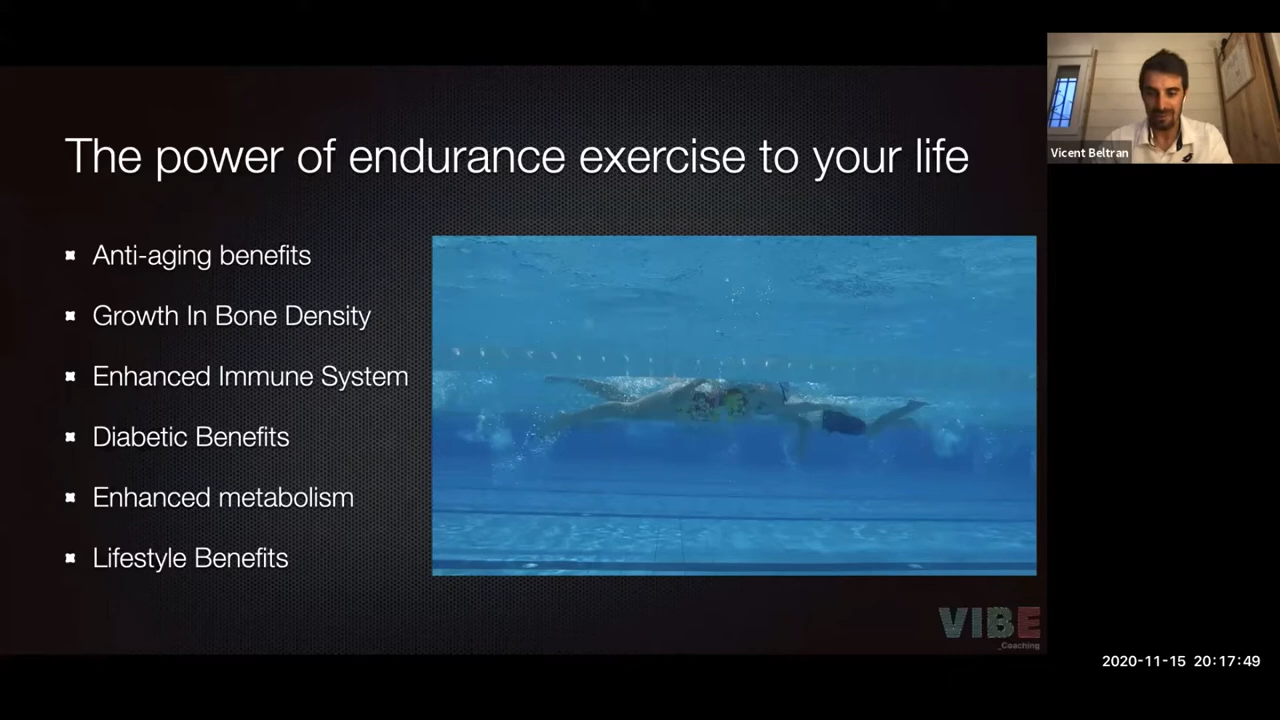 The power of endurance exercise to your life
Anti-aging benefits
Growth In Bone Density
Enhanced Immune System
Diabetic Benefits
Enhanced metabolism
Lifestyle Benefits
VIBE
_Coaching
Vicent Beltran
2020-11-15 20:17:49